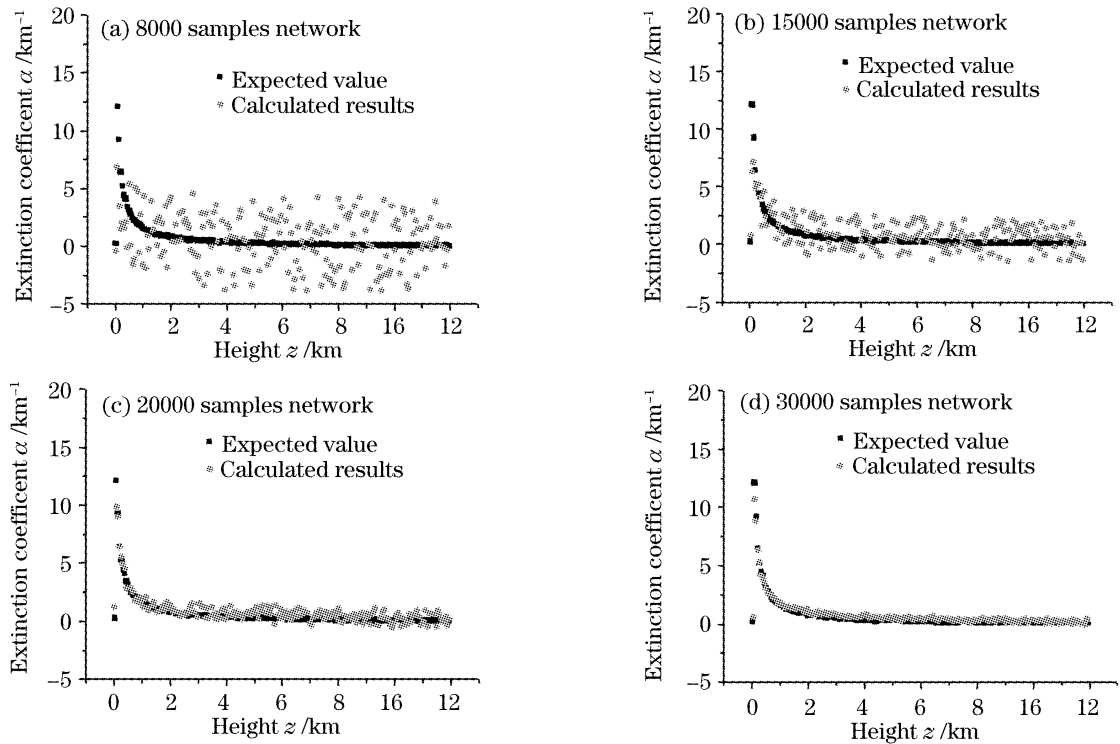 (a) 8000 samples network
Expected value
Calculated results
Extinction coefficent α /km⁻¹
20
15
10
5
0
−5
0 2 4 6 8 16 12
Height z /km
(b) 15000 samples network
Expected value
Calculated results
Extinction coefficent α /km⁻¹
20
15
10
5
0
−5
0 2 4 6 8 16 12
Height z /km
(c) 20000 samples network
Expected value
Calculated results
Extinction coefficent α /km⁻¹
20
15
10
5
0
−5
0 2 4 6 8 16 12
Height z /km
(d) 30000 samples network
Expected value
Calculated results
Extinction coefficent α /km⁻¹
20
15
10
5
0
−5
0 2 4 6 8 16 12
Height z /km